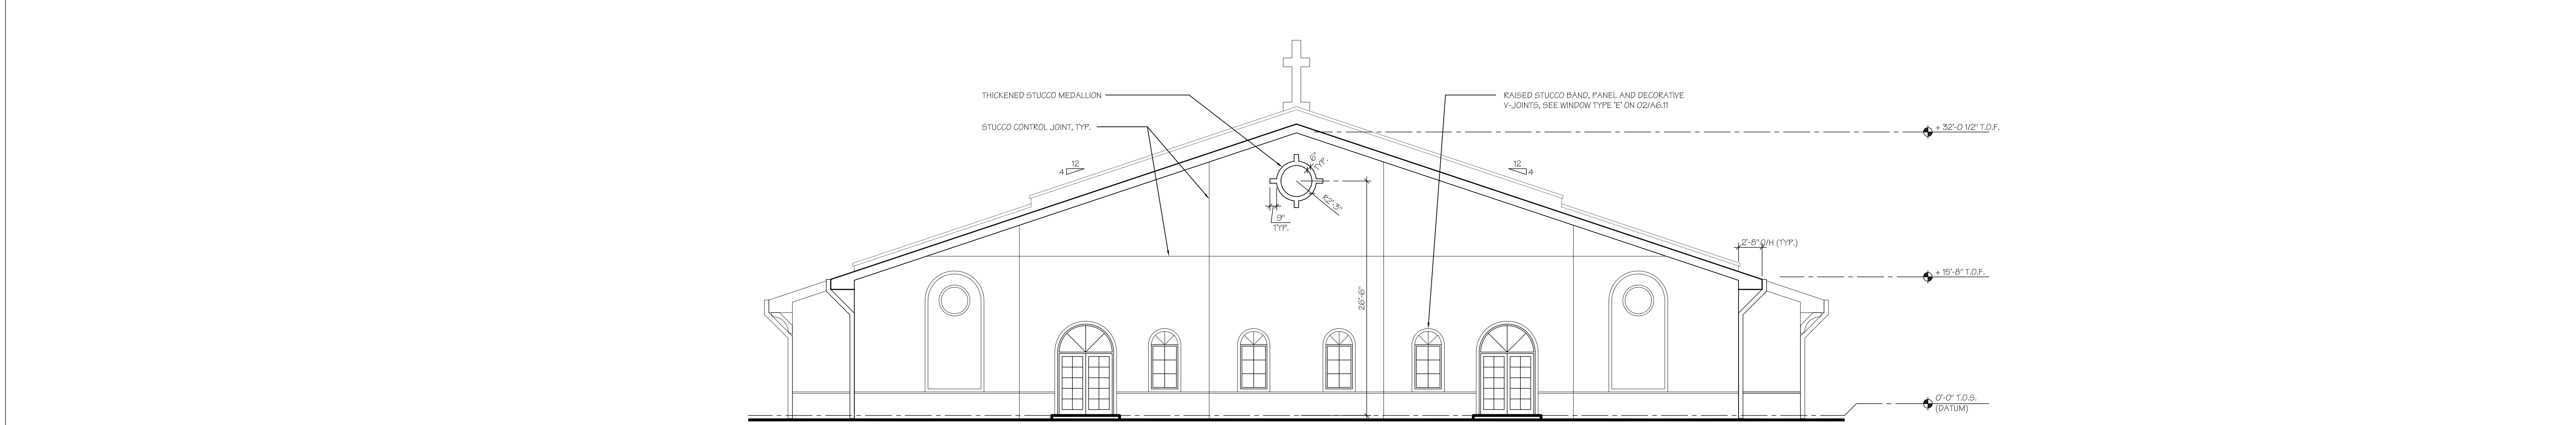 THICKENED STUCCO MEDALLION
RAISED STUCCO BAND, PANEL AND DECORATIVE
V-JOINTS, SEE WINDOW TYPE 'E' ON 02/A6.11
STUCCO CONTROL JOINT, TYP.
+ 32'-0 1/2" T.O.F.
12
4
6"
TYP.
12
4
R2'-3"
9"
TYP.
2'-8" O/H (TYP.)
+ 15'-8" T.O.F.
26'-6"
0'-0" T.O.S.
(DATUM)